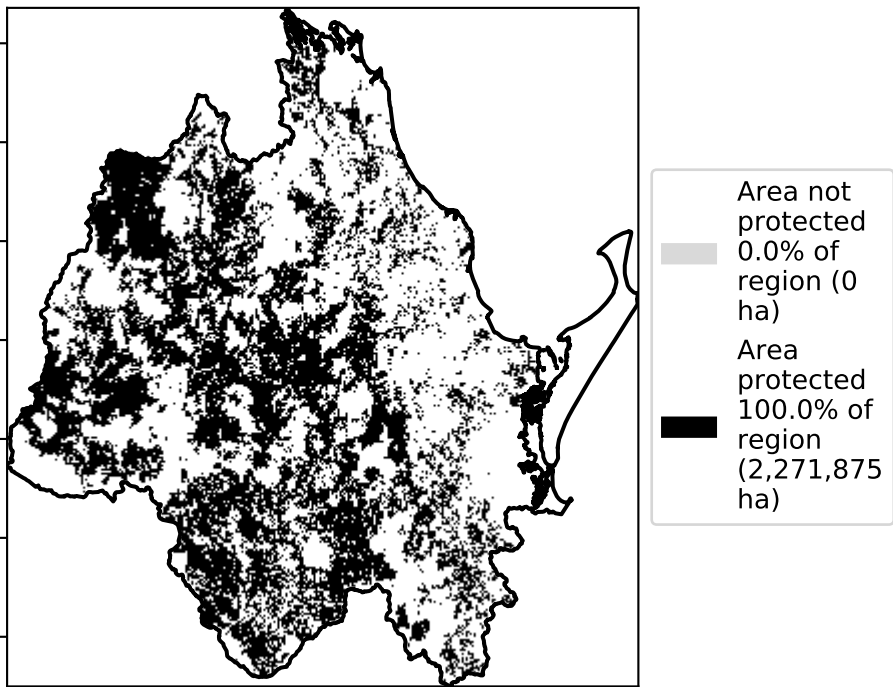 Area not
protected
0.0% of
region (0
ha)
Area
protected
100.0% of
region
(2,271,875
ha)